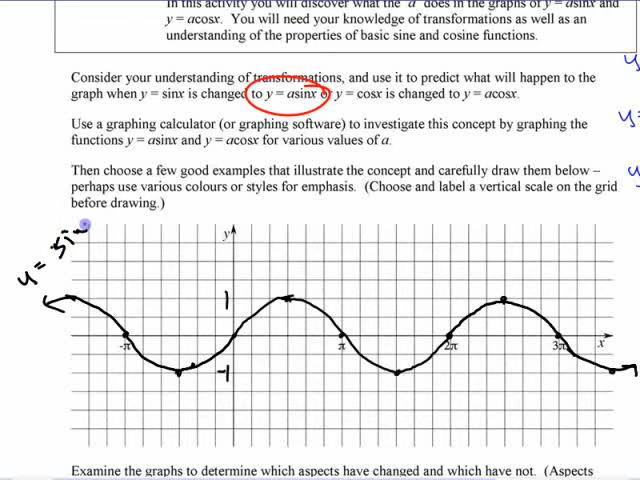 In this activity you will discover what the "a" does in the graphs of y = asinx and
y = acosx. You will need your knowledge of transformations as well as an
understanding of the properties of basic sine and cosine functions.
y
Consider your understanding of transformations, and use it to predict what will happen to the
graph when y = sinx is changed to y = asinx or y = cosx is changed to y = acosx.
y=
Use a graphing calculator (or graphing software) to investigate this concept by graphing the
functions y = asinx and y = acosx for various values of a.
Then choose a few good examples that illustrate the concept and carefully draw them below –
y
perhaps use various colours or styles for emphasis. (Choose and label a vertical scale on the grid
before drawing.)
y = sin
y
1
-π π 2π 3π x
-1
Examine the graphs to determine which aspects have changed and which have not. (Aspects